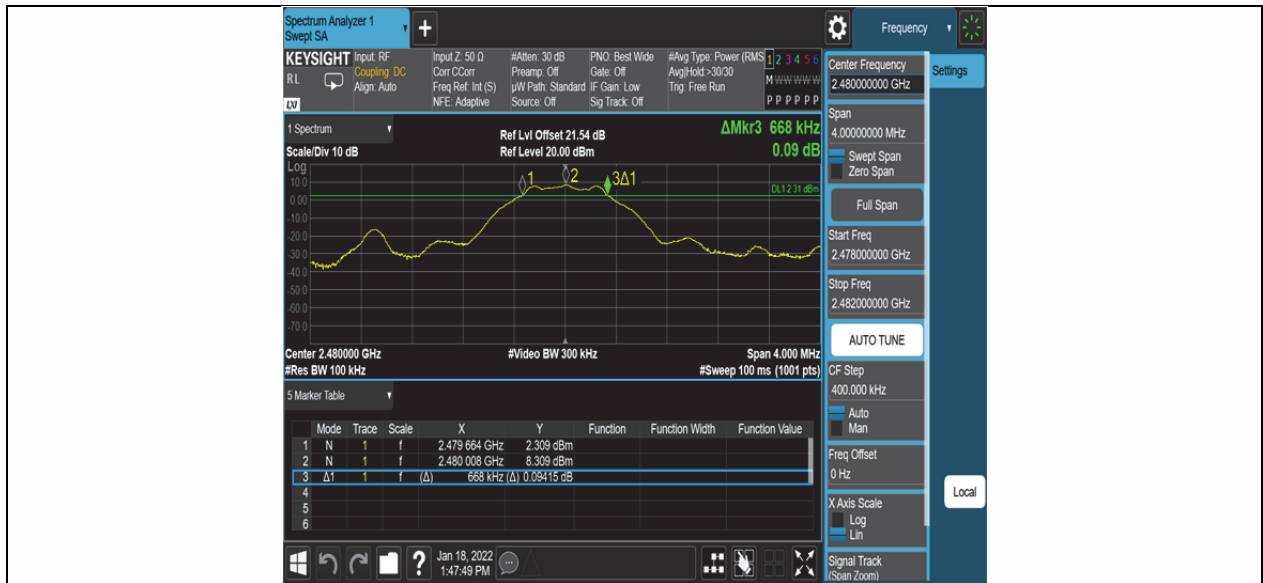 Spectrum Analyzer 1
Swept SA
+
Frequency
KEYSIGHT Input: RF Input Z: 50 Ω #Atten: 30 dB PNO: Best Wide #Avg Type: Power (RMS 1 2 3 4 5 6
RL Coupling: DC Corr CCorr Preamp: Off Gate: Off Avg|Hold:>30/30 M W W W W W
Align: Auto Freq Ref: Int (S) µW Path: Standard IF Gain: Low Trig: Free Run
LXI NFE: Adaptive Source: Off Sig Track: Off P P P P P P
1 Spectrum
Ref Lvl Offset 21.54 dB
ΔMkr3 668 kHz
Scale/Div 10 dB Ref Level 20.00 dBm 0.09 dB
Log
1 2 3Δ1
10.0
DL1 2.31 dBm
0.00
-10.0
-20.0
-30.0
-40.0
-50.0
-60.0
-70.0
Center 2.480000 GHz #Video BW 300 kHz Span 4.000 MHz
#Res BW 100 kHz #Sweep 100 ms (1001 pts)
5 Marker Table
Mode Trace Scale X Y Function Function Width Function Value
1 N 1 f 2.479 664 GHz 2.309 dBm
2 N 1 f 2.480 008 GHz 8.309 dBm
3 Δ1 1 f (Δ) 668 kHz (Δ) 0.09415 dB
4
5
6
?
Jan 18, 2022
1:47:49 PM
Center Frequency
2.480000000 GHz
Settings
Span
4.00000000 MHz
Swept Span
Zero Span
Full Span
Start Freq
2.478000000 GHz
Stop Freq
2.482000000 GHz
AUTO TUNE
CF Step
400.000 kHz
Auto
Man
Freq Offset
0 Hz
Local
X Axis Scale
Log
Lin
Signal Track
(Span Zoom)